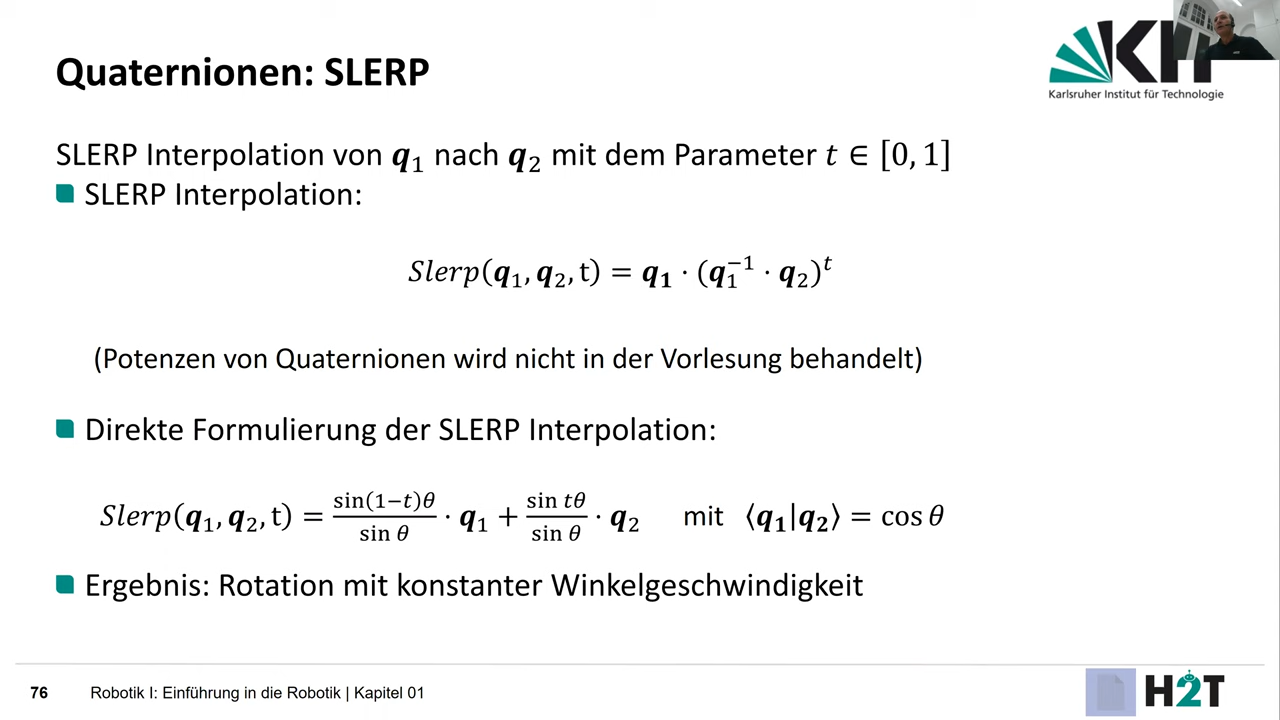 Quaternionen: SLERP
Karlsruher Institut für Technologie
SLERP Interpolation von q₁ nach q₂ mit dem Parameter t ∈ [0, 1]
SLERP Interpolation:
Slerp(q₁, q₂, t) = q₁ · (q₁⁻¹ · q₂)ᵗ
(Potenzen von Quaternionen wird nicht in der Vorlesung behandelt)
Direkte Formulierung der SLERP Interpolation:
Slerp(q₁, q₂, t) = sin(1−t)θ / sin θ · q₁ + sin tθ / sin θ · q₂ mit ⟨q₁|q₂⟩ = cos θ
Ergebnis: Rotation mit konstanter Winkelgeschwindigkeit
76 Robotik I: Einführung in die Robotik | Kapitel 01
H2T